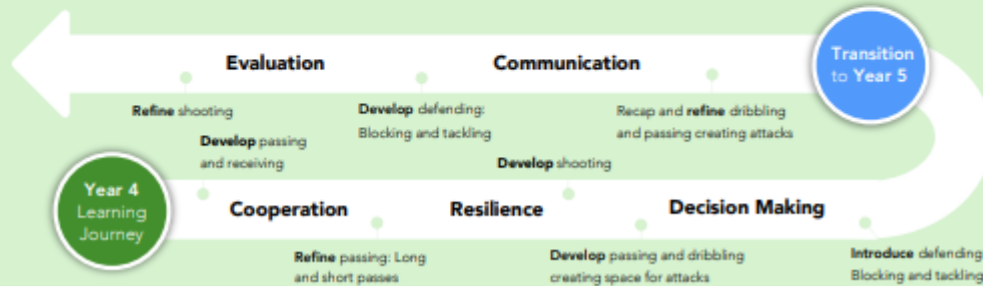 Evaluation
Communication
Transition
to Year 5
Refine shooting
Develop defending:
Blocking and tackling
Recap and refine dribbling
and passing creating attacks
Develop passing
and receiving
Develop shooting
Year 4
Learning
Journey
Cooperation
Resilience
Decision Making
Refine passing: Long
and short passes
Develop passing and dribbling
creating space for attacks
Introduce defending:
Blocking and tackling